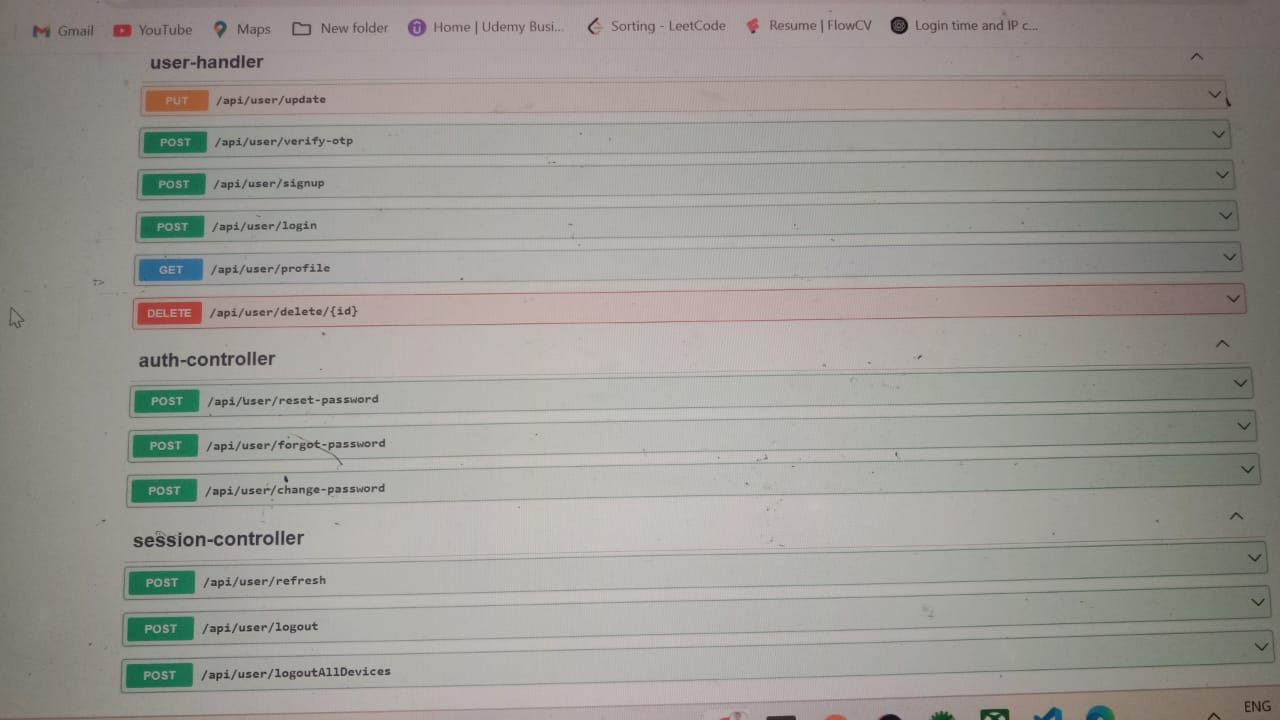 Gmail YouTube Maps New folder Home | Udemy Busi... Sorting - LeetCode Resume | FlowCV Login time and IP c...
user-handler
PUT /api/user/update
POST /api/user/verify-otp
POST /api/user/signup
POST /api/user/login
GET /api/user/profile
DELETE /api/user/delete/{id}
auth-controller
POST /api/user/reset-password
POST /api/user/forgot-password
POST /api/user/change-password
session-controller
POST /api/user/refresh
POST /api/user/logout
POST /api/user/logoutAllDevices
ENG